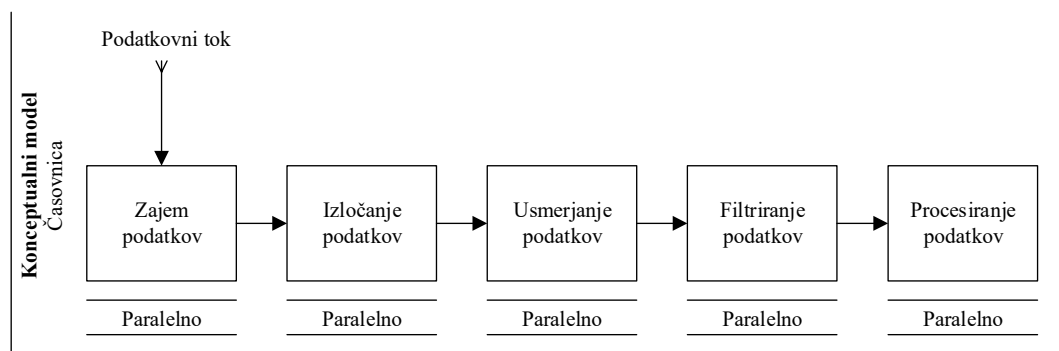 Podatkovni tok
Konceptualni model
Časovnica
Zajem
podatkov
Izločanje
podatkov
Usmerjanje
podatkov
Filtriranje
podatkov
Procesiranje
podatkov
Paralelno
Paralelno
Paralelno
Paralelno
Paralelno